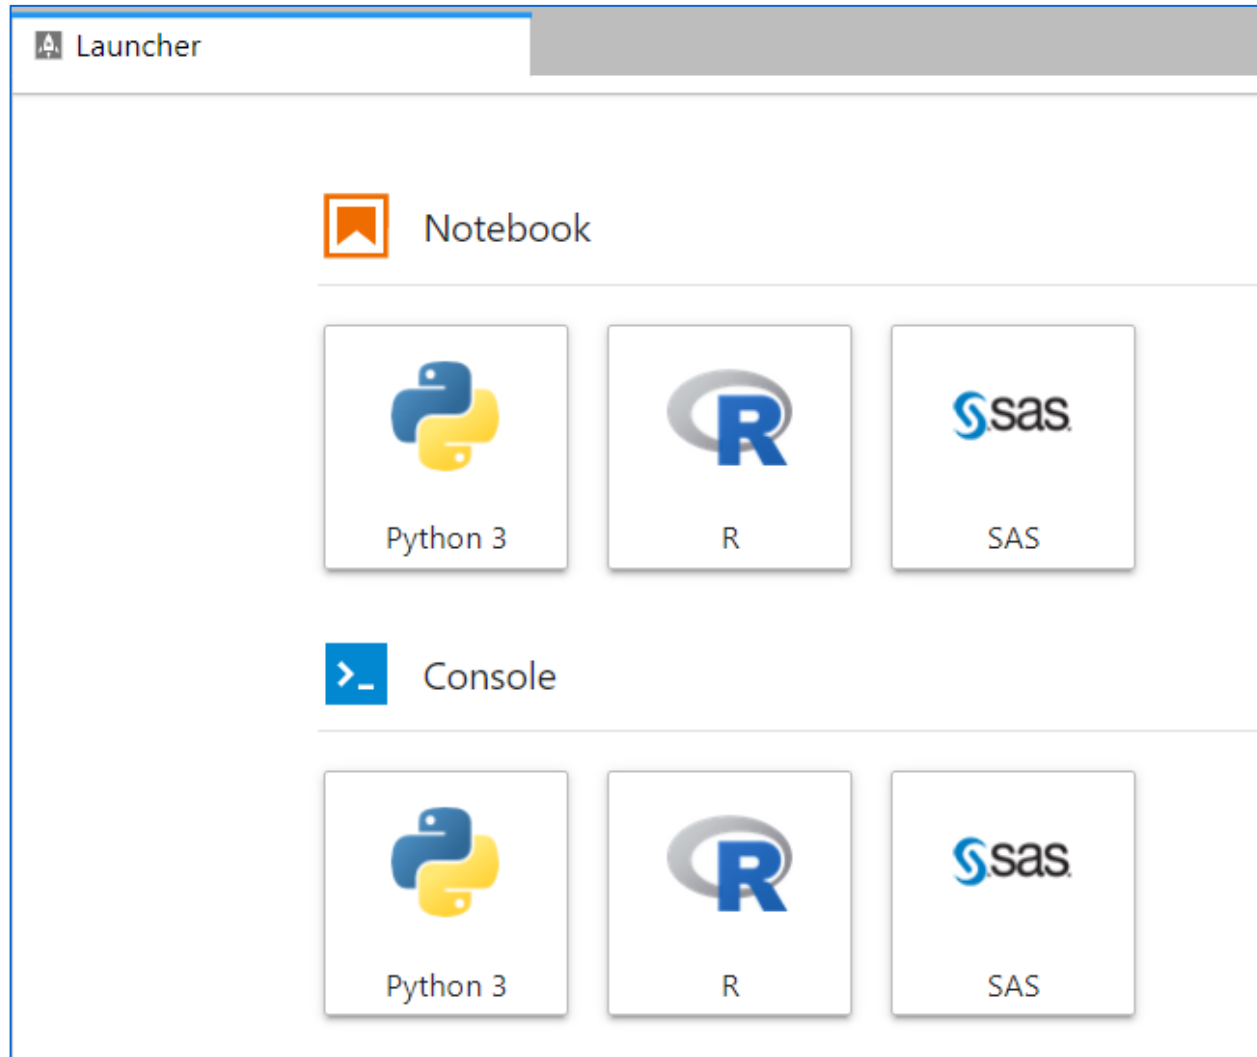 Launcher
Notebook
sas
Python 3 R SAS
Console
sas
Python 3 R SAS